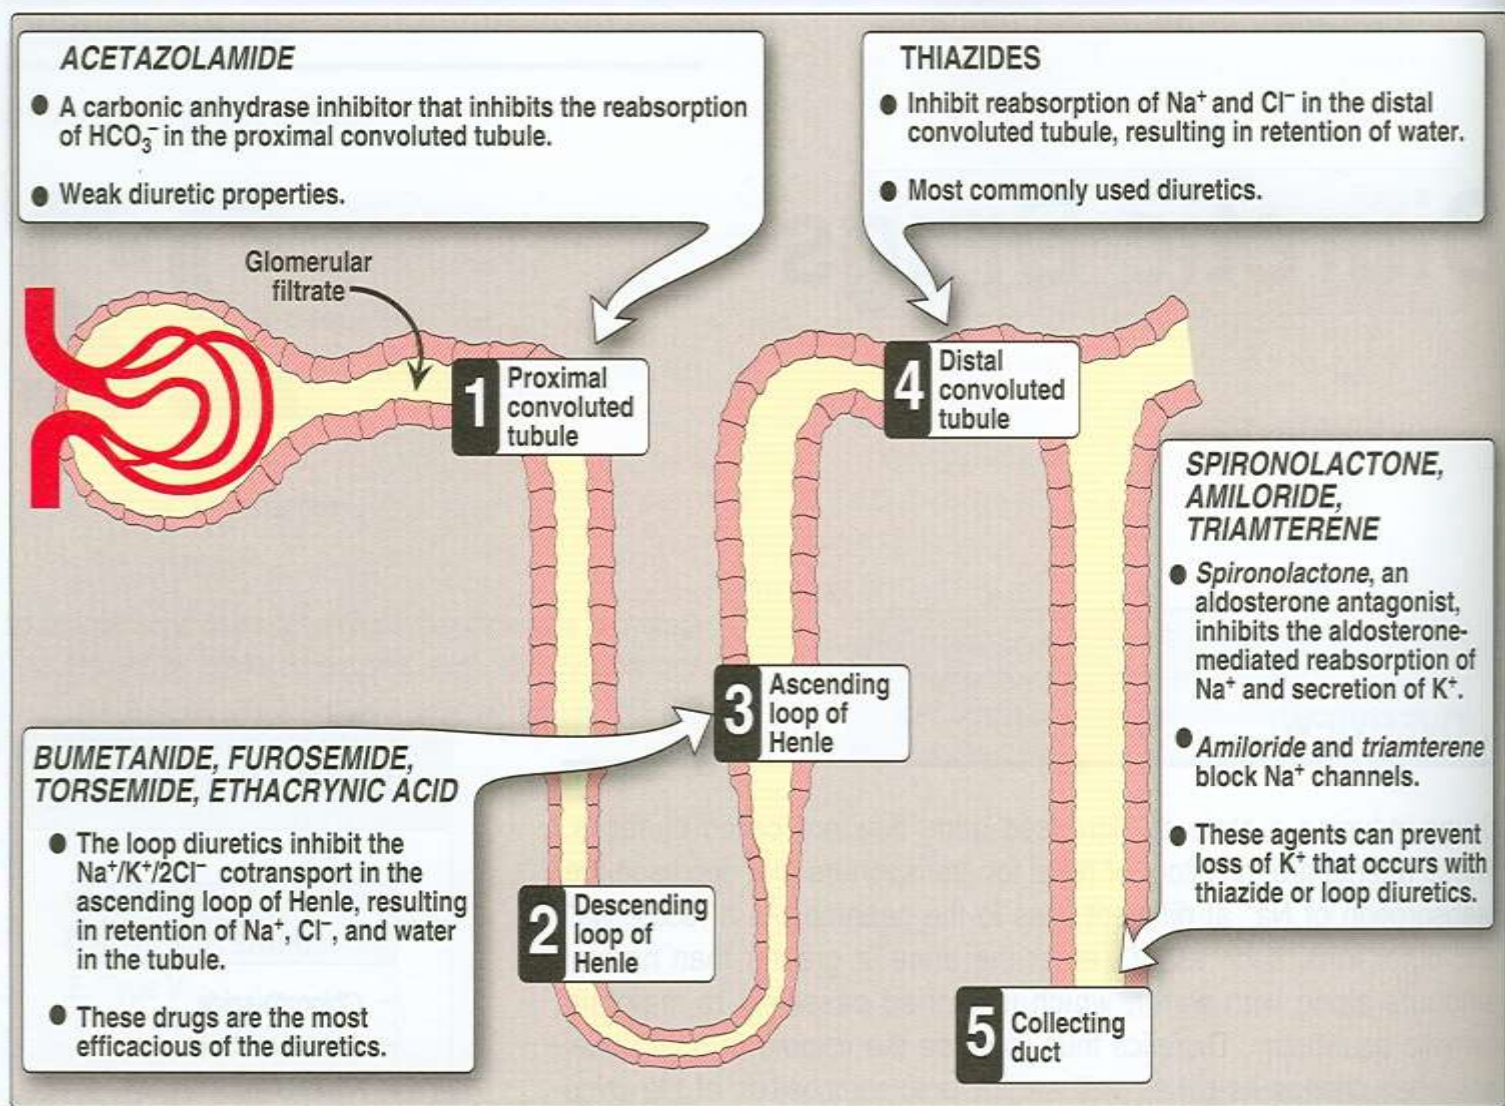 ACETAZOLAMIDE
● A carbonic anhydrase inhibitor that inhibits the reabsorption
of HCO₃⁻ in the proximal convoluted tubule.
● Weak diuretic properties.
THIAZIDES
● Inhibit reabsorption of Na⁺ and Cl⁻ in the distal
convoluted tubule, resulting in retention of water.
● Most commonly used diuretics.
Glomerular
filtrate
1 Proximal
convoluted
tubule
4 Distal
convoluted
tubule
SPIRONOLACTONE,
AMILORIDE,
TRIAMTERENE
● Spironolactone, an
aldosterone antagonist,
inhibits the aldosterone-
mediated reabsorption of
Na⁺ and secretion of K⁺.
● Amiloride and triamterene
block Na⁺ channels.
● These agents can prevent
loss of K⁺ that occurs with
thiazide or loop diuretics.
3 Ascending
loop of
Henle
BUMETANIDE, FUROSEMIDE,
TORSEMIDE, ETHACRYNIC ACID
● The loop diuretics inhibit the
Na⁺/K⁺/2Cl⁻ cotransport in the
ascending loop of Henle, resulting
in retention of Na⁺, Cl⁻, and water
in the tubule.
● These drugs are the most
efficacious of the diuretics.
2 Descending
loop of
Henle
5 Collecting
duct